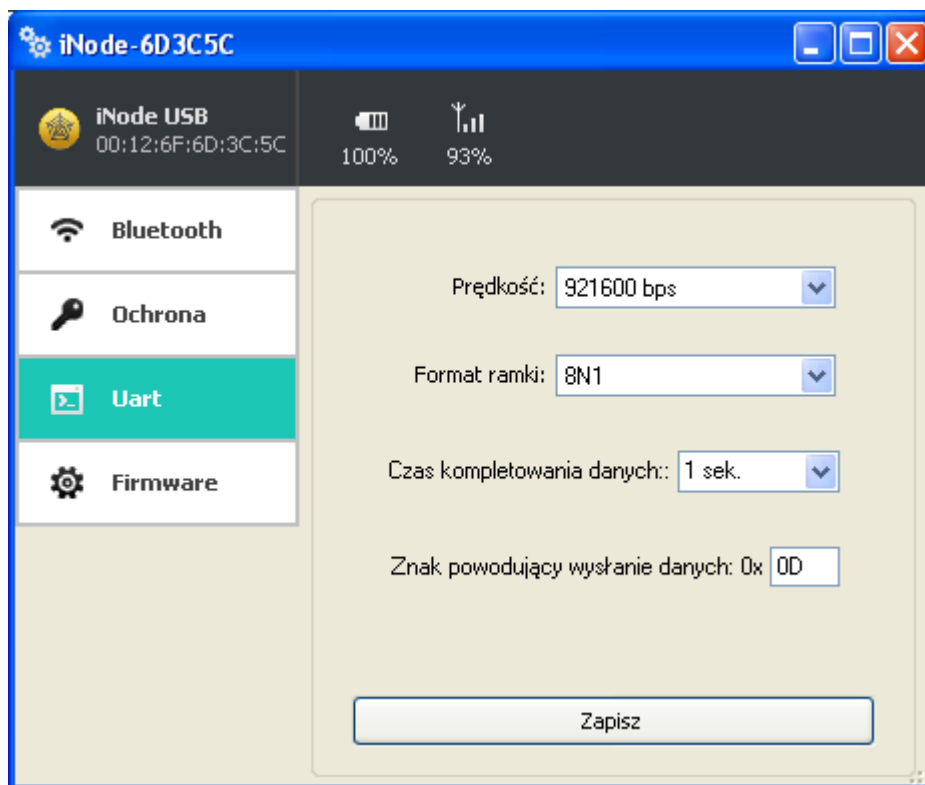 iNode-6D3C5C
iNode USB
00:12:6F:6D:3C:5C
100% 93%
Bluetooth
Ochrona
Uart
Firmware
Prędkość: 921600 bps
Format ramki: 8N1
Czas kompletowania danych:: 1 sek.
Znak powodujący wysłanie danych: 0x 0D
Zapisz